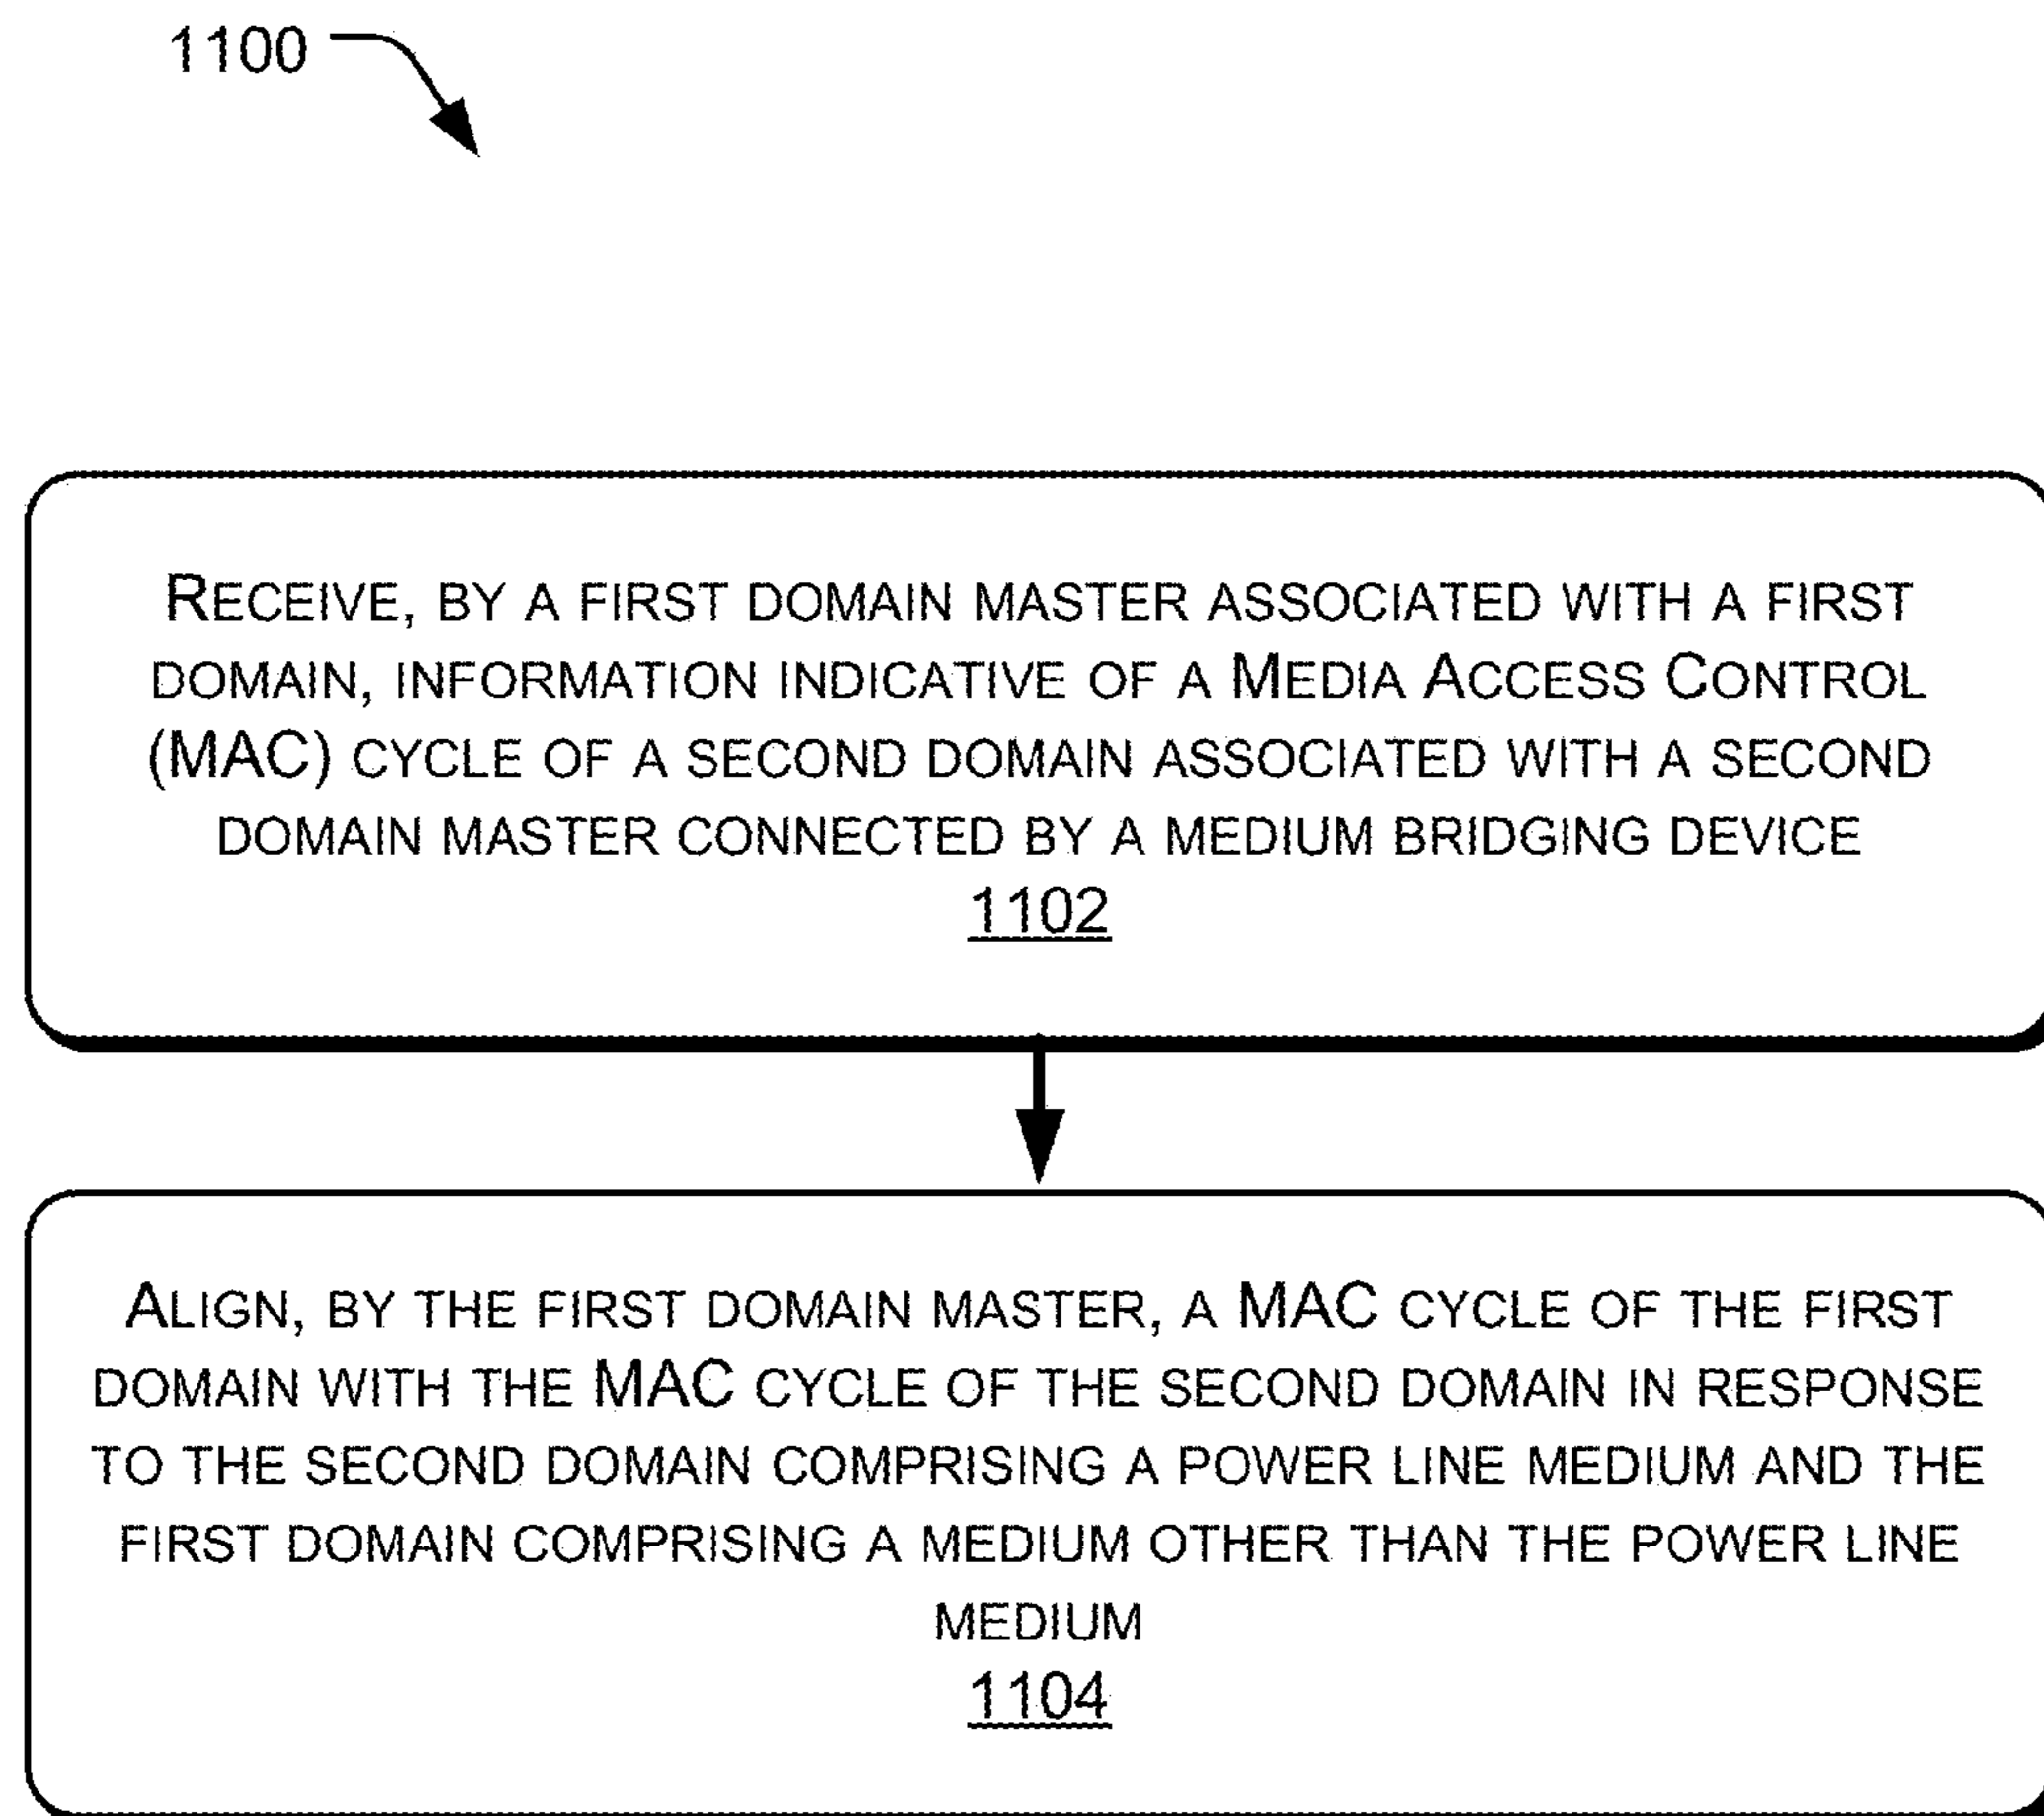 1100
RECEIVE, BY A FIRST DOMAIN MASTER ASSOCIATED WITH A FIRST
DOMAIN, INFORMATION INDICATIVE OF A MEDIA ACCESS CONTROL
(MAC) CYCLE OF A SECOND DOMAIN ASSOCIATED WITH A SECOND
DOMAIN MASTER CONNECTED BY A MEDIUM BRIDGING DEVICE
1102
ALIGN, BY THE FIRST DOMAIN MASTER, A MAC CYCLE OF THE FIRST
DOMAIN WITH THE MAC CYCLE OF THE SECOND DOMAIN IN RESPONSE
TO THE SECOND DOMAIN COMPRISING A POWER LINE MEDIUM AND THE
FIRST DOMAIN COMPRISING A MEDIUM OTHER THAN THE POWER LINE
MEDIUM
1104